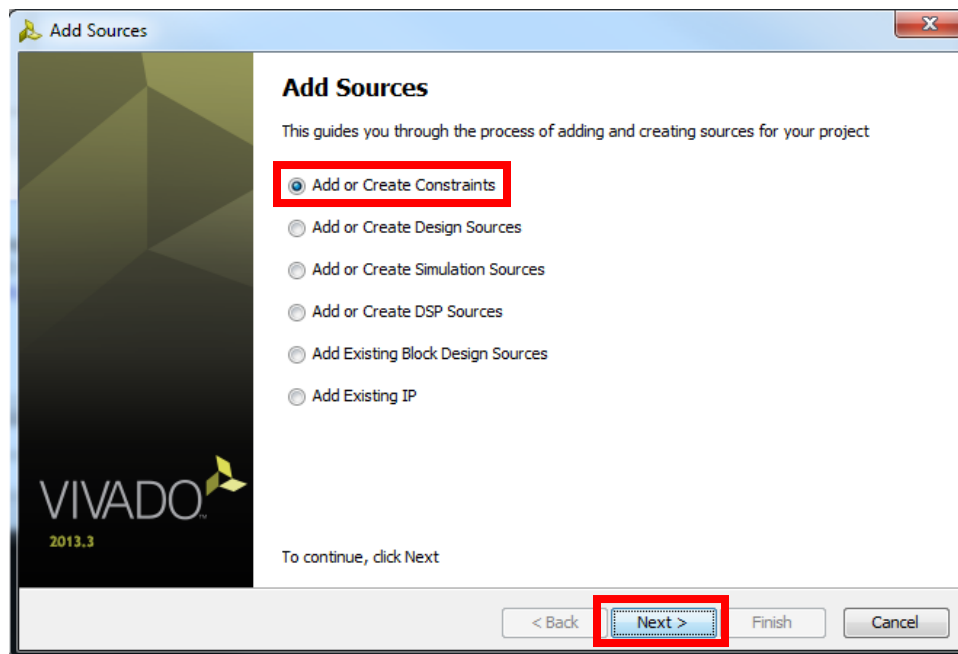 Add Sources
Add Sources
This guides you through the process of adding and creating sources for your project
Add or Create Constraints
Add or Create Design Sources
Add or Create Simulation Sources
Add or Create DSP Sources
Add Existing Block Design Sources
Add Existing IP
VIVADO™
2013.3
To continue, click Next
< Back Next > Finish Cancel